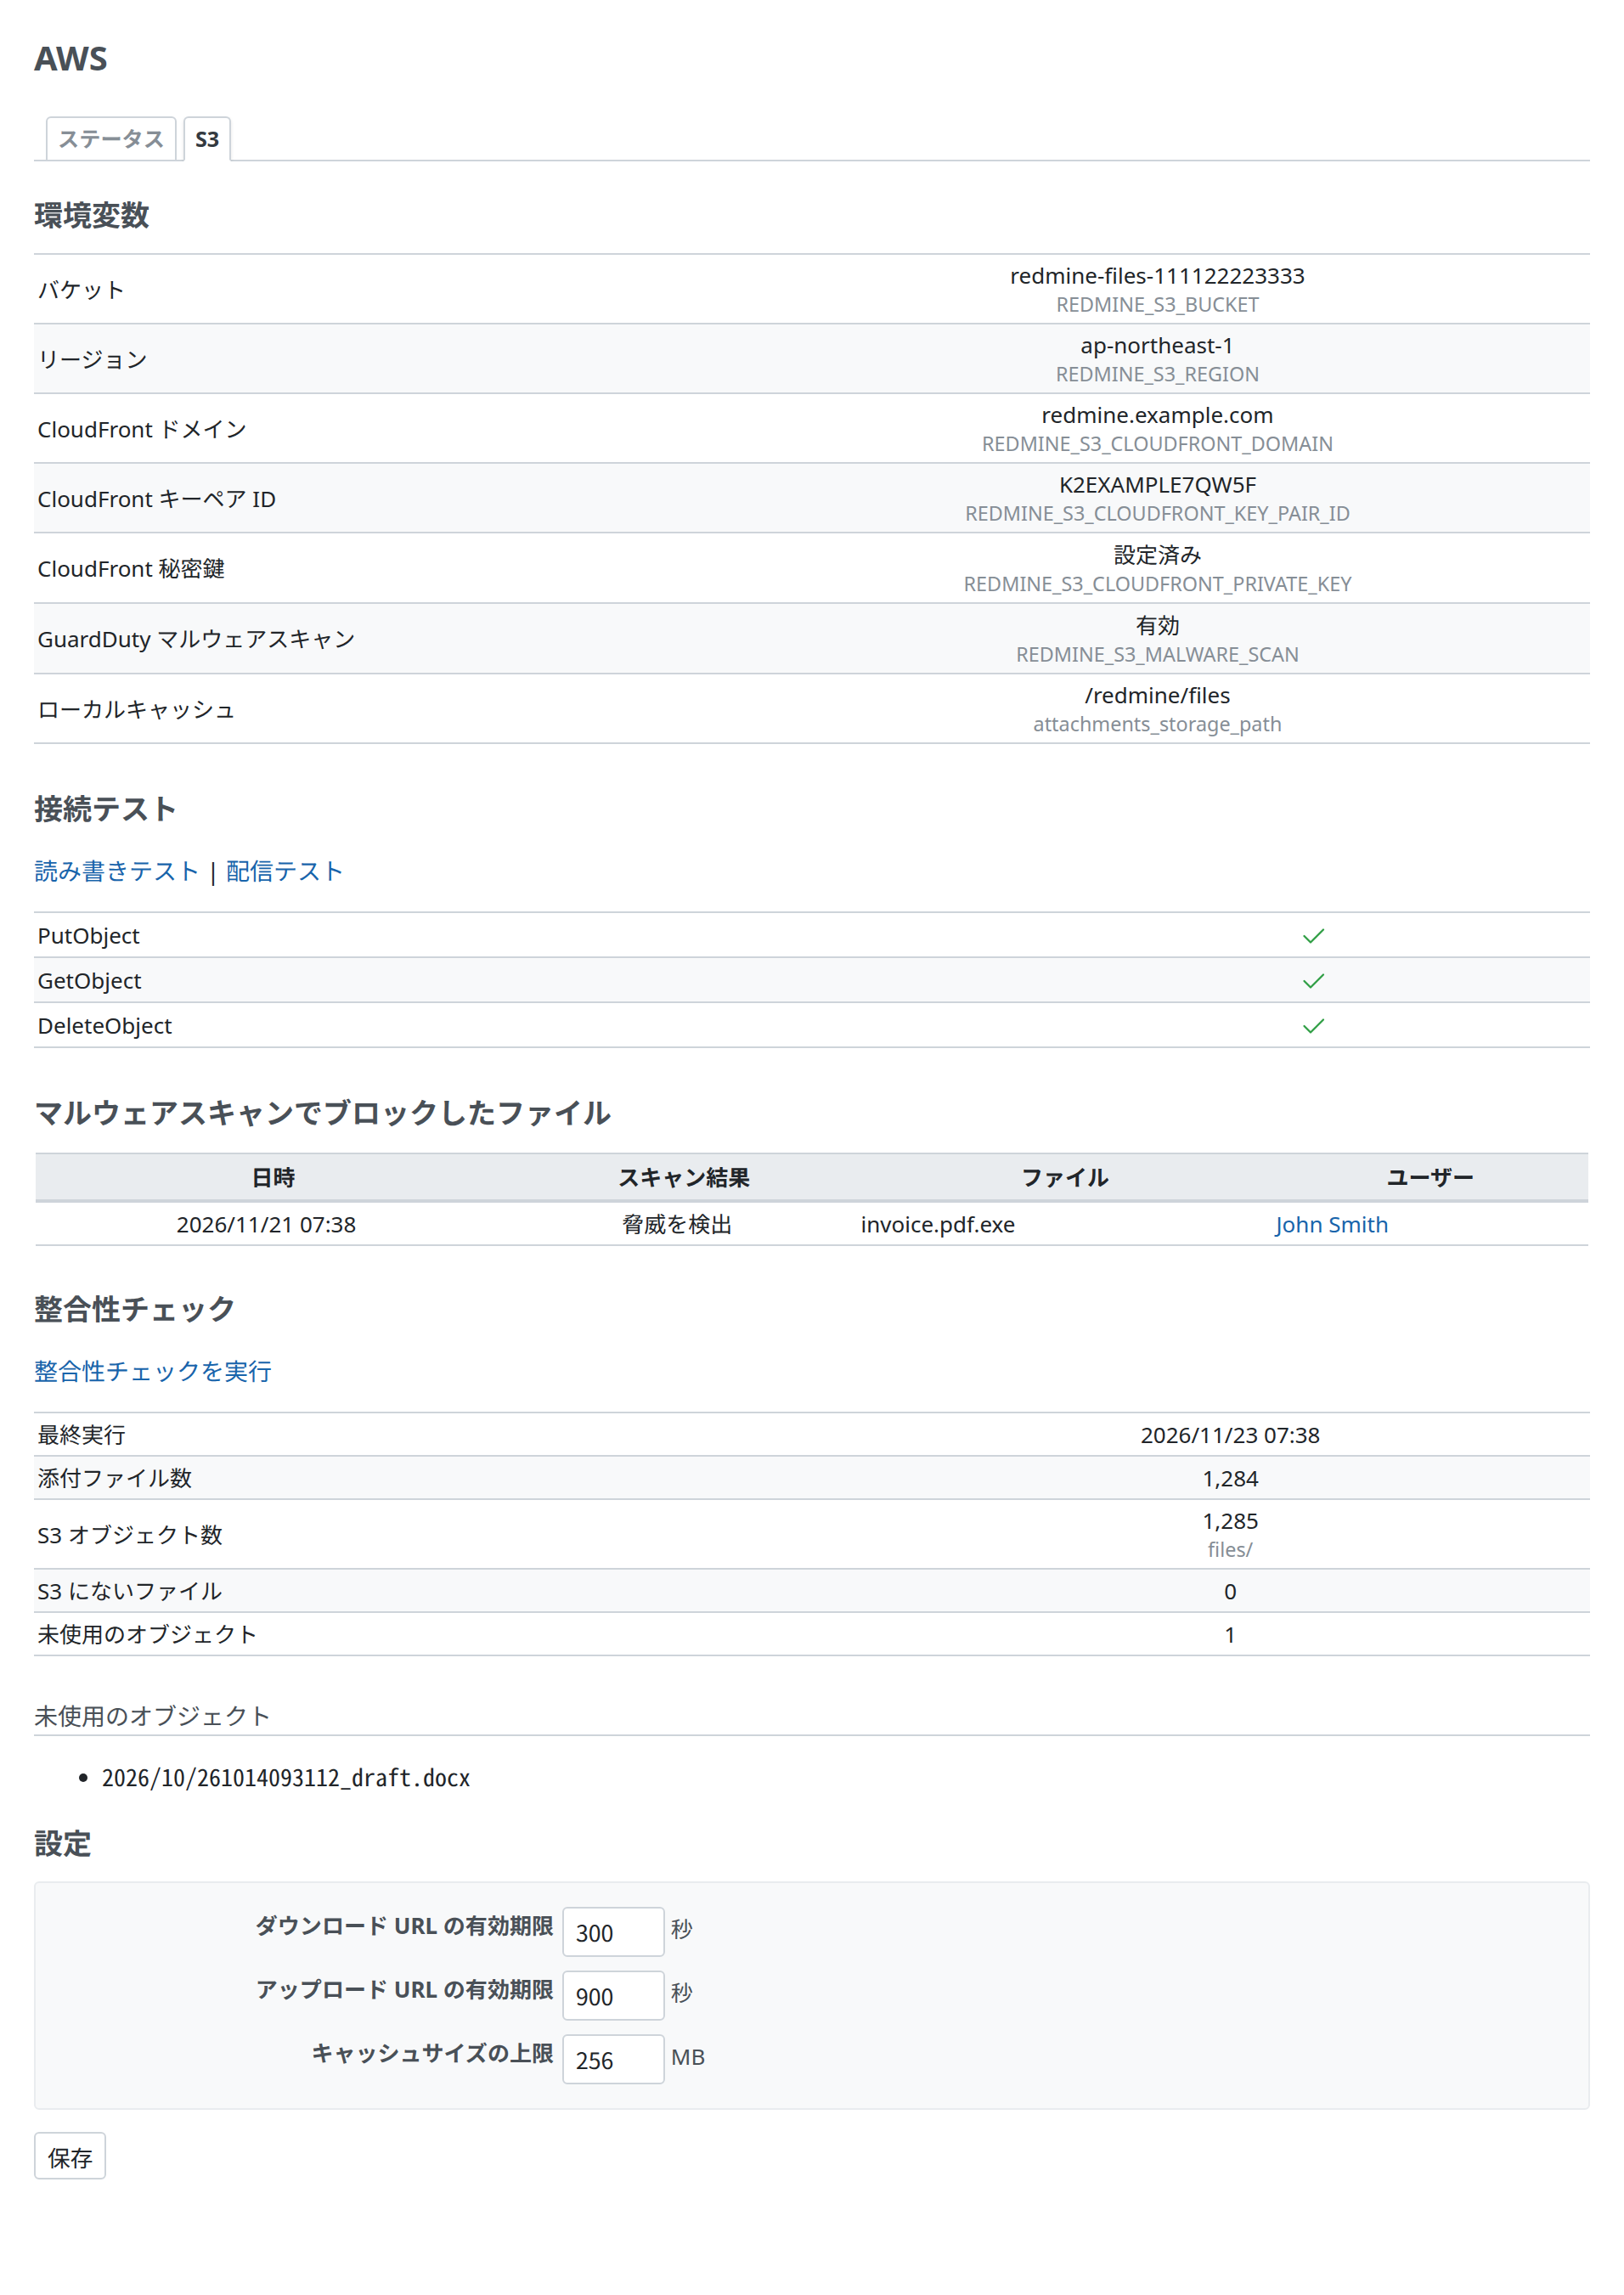 AWS
ステータス S3
環境変数
バケット redmine-files-111122223333
REDMINE_S3_BUCKET
リージョン ap-northeast-1
REDMINE_S3_REGION
CloudFront ドメイン redmine.example.com
REDMINE_S3_CLOUDFRONT_DOMAIN
CloudFront キーペア ID K2EXAMPLE7QW5F
REDMINE_S3_CLOUDFRONT_KEY_PAIR_ID
CloudFront 秘密鍵 設定済み
REDMINE_S3_CLOUDFRONT_PRIVATE_KEY
GuardDuty マルウェアスキャン 有効
REDMINE_S3_MALWARE_SCAN
ローカルキャッシュ /redmine/files
attachments_storage_path
接続テスト
読み書きテスト | 配信テスト
PutObject
GetObject
DeleteObject
マルウェアスキャンでブロックしたファイル
日時 スキャン結果 ファイル ユーザー
2026/11/21 07:38 脅威を検出 invoice.pdf.exe John Smith
整合性チェック
整合性チェックを実行
最終実行 2026/11/23 07:38
添付ファイル数 1,284
S3 オブジェクト数 1,285
files/
S3 にないファイル 0
未使用のオブジェクト 1
未使用のオブジェクト
2026/10/261014093112_draft.docx
設定
ダウンロード URL の有効期限 300 秒
アップロード URL の有効期限 900 秒
キャッシュサイズの上限 256 MB
保存